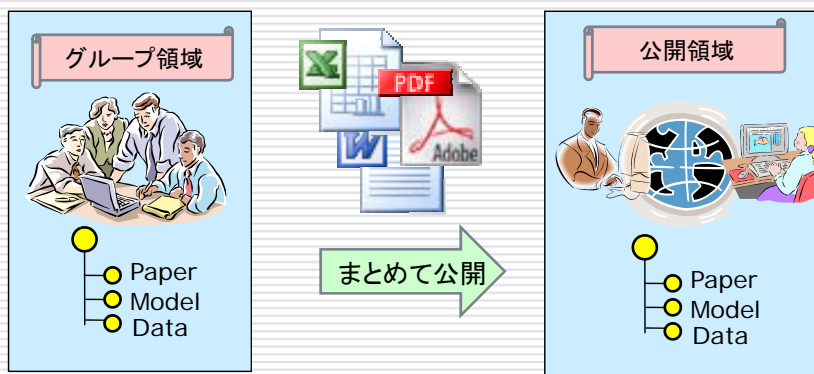 グループ領域
Paper
Model
Data
PDF
Adobe
まとめて公開
公開領域
Paper
Model
Data